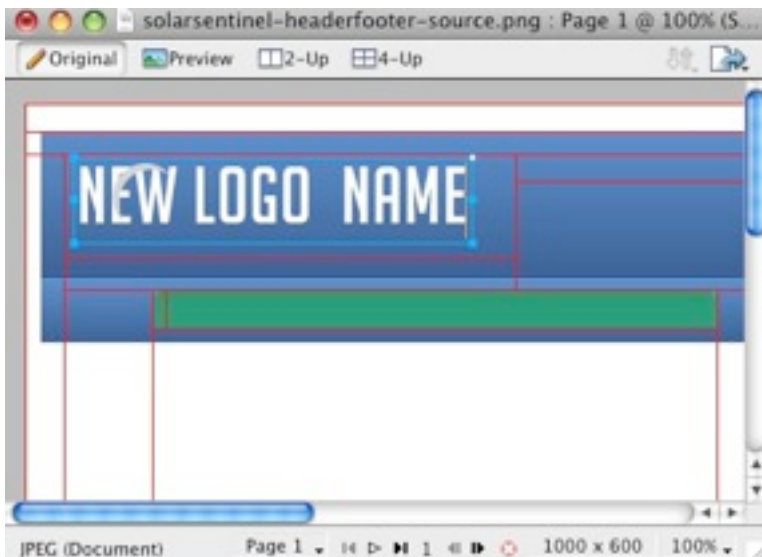 solarsentinel-headerfooter-source.png : Page 1 @ 100% (S...
Original Preview 2-Up 4-Up
NEW LOGO NAME
JPEG (Document) Page 1 1 1000 x 600 100%